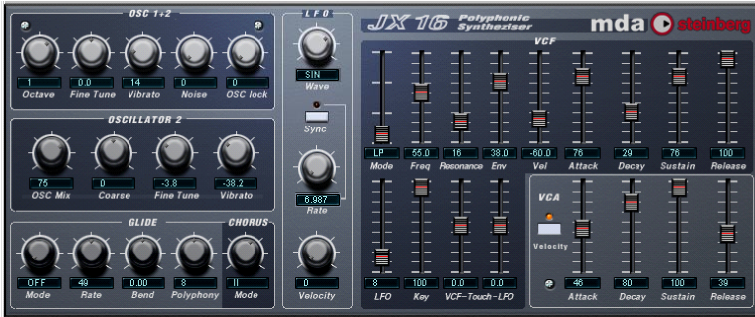 OSC 1+2
1 0.0 14 0 0
Octave Fine Tune Vibrato Noise OSC lock
OSCILLATOR 2
75 0 -3.8 -38.2
OSC Mix Coarse Fine Tune Vibrato
GLIDE CHORUS
OFF 49 0.00 8 II
Mode Rate Bend Polyphony Mode
LFO
SIN
Wave
Sync
6.987
Rate
0
Velocity
JX 16 Polyphonic Syntheziser
mda steinberg
VCF
LP 55.0 16 38.0 -60.0 76 29 76 100
Mode Freq Resonance Env Vel Attack Decay Sustain Release
8 100 0.0 0.0
LFO Key VCF-Touch-LFO
VCA
Velocity
46 80 100 39
Attack Decay Sustain Release